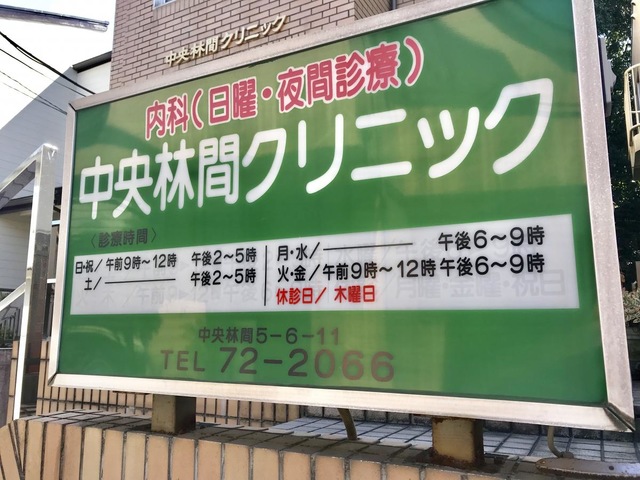 中央林間クリニック
内科(日曜・夜間診療)
中央林間クリニック
〈診療時間〉
日・祝/午前9時〜12時 午後2〜5時
土/ 午後2〜5時
月・水/ 午後6〜9時
火・金/午前9時〜12時 午後6〜9時
休診日/ 木曜日
中央林間5-6-11
TEL 72-2066